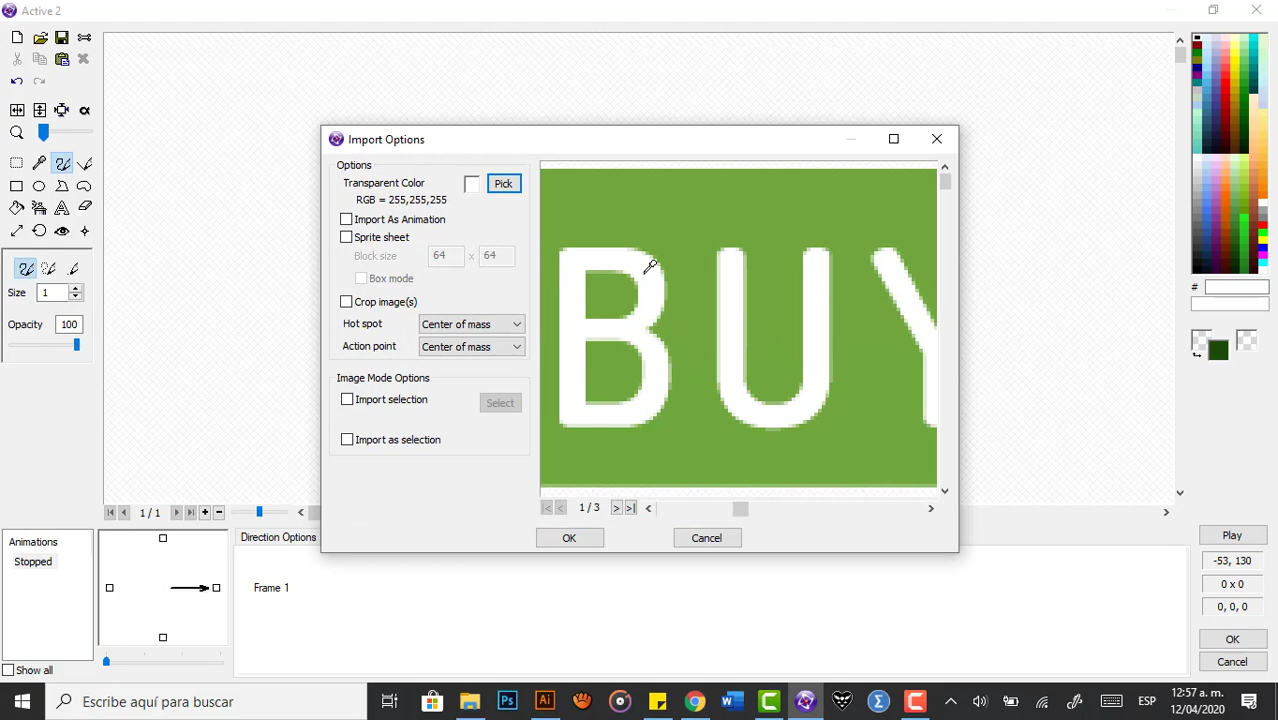 Active 2
Import Options
Options
Transparent Color
Pick
RGB = 255,255,255
Import As Animation
Sprite sheet
Block size 64 x 64
Box mode
Crop image(s)
Hot spot Center of mass
Action point Center of mass
Image Mode Options
Import selection Select
Import as selection
BUY
1 / 3
OK Cancel
Size 1
Opacity 100
#
1 / 1
Animations
Stopped
Show all
Direction Options
Frame 1
Play
-53, 130
0 x 0
0, 0, 0
OK
Cancel
Escribe aquí para buscar
Ps
Ai
W
ESP
12:57 a. m.
12/04/2020